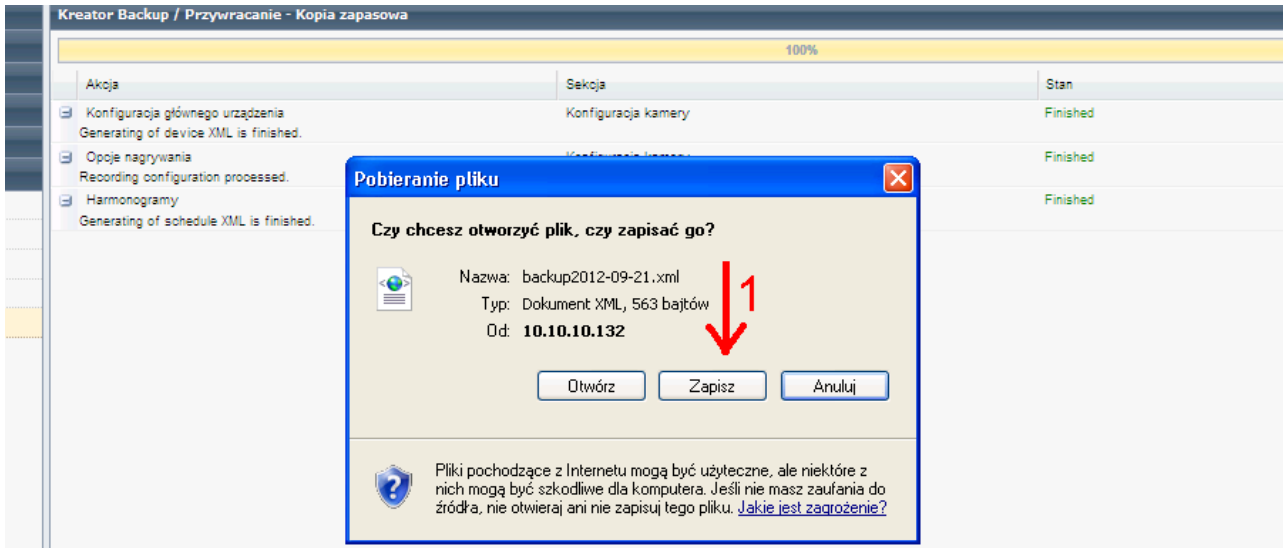 Kreator Backup / Przywracanie - Kopia zapasowa
100%
Akcja Sekcja Stan
Konfiguracja głównego urządzenia Konfiguracja kamery Finished
Generating of device XML is finished.
Opcje nagrywania Konfiguracja kamery Finished
Recording configuration processed.
Harmonogramy Finished
Generating of schedule XML is finished.
Pobieranie pliku
Czy chcesz otworzyć plik, czy zapisać go?
Nazwa: backup2012-09-21.xml
Typ: Dokument XML, 563 bajtów
Od: 10.10.10.132
1
Otwórz Zapisz Anuluj
Pliki pochodzące z Internetu mogą być użyteczne, ale niektóre z
nich mogą być szkodliwe dla komputera. Jeśli nie masz zaufania do
źródła, nie otwieraj ani nie zapisuj tego pliku. Jakie jest zagrożenie?